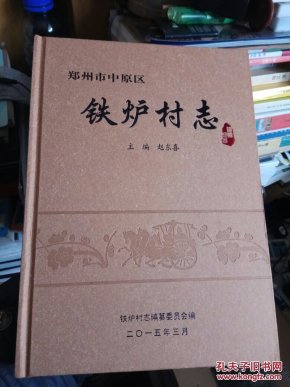 郑州市中原区
铁炉村志
主 编 赵东喜
铁炉村志编纂委员会编
二〇一五年三月
孔夫子旧书网